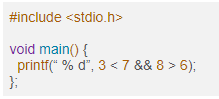 #include <stdio.h>
void main() {
printf(“ % d”, 3 < 7 && 8 > 6);
};